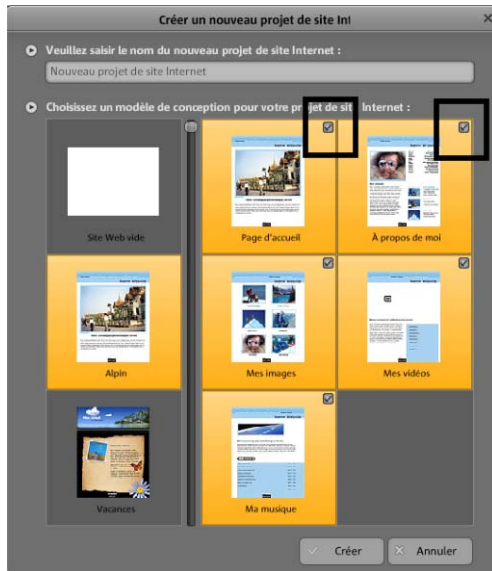 Créer un nouveau projet de site Int
Veuillez saisir le nom du nouveau projet de site Internet :
Nouveau projet de site Internet
Choisissez un modèle de conception pour votre projet de sit Internet :
Site Web vide
Page d'accueil
À propos de moi
Alpin
Mes images
Mes vidéos
Vacances
Ma musique
Créer
Annuler